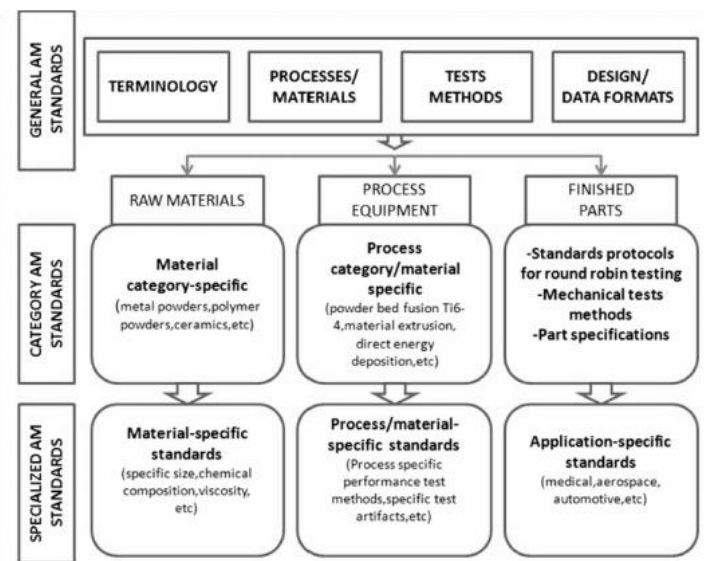 GENERAL AM
STANDARDS
TERMINOLOGY
PROCESSES/
MATERIALS
TESTS
METHODS
DESIGN/
DATA FORMATS
RAW MATERIALS
PROCESS
EQUIPMENT
FINISHED
PARTS
CATEGORY AM
STANDARDS
Material
category-specific
(metal powders,polymer
powders,ceramics,etc)
Process
category/material
specific
(powder bed fusion Ti6-
4,material extrusion,
direct energy
deposition,etc)
-Standards protocols
for round robin testing
-Mechanical tests
methods
-Part specifications
SPECIALIZED AM
STANDARDS
Material-specific
standards
(specific size,chemical
composition,viscosity,
etc)
Process/material-
specific standards
(Process specific
performance test
methods,specific test
artifacts,etc)
Application-specific
standards
(medical,aerospace,
automotive,etc)